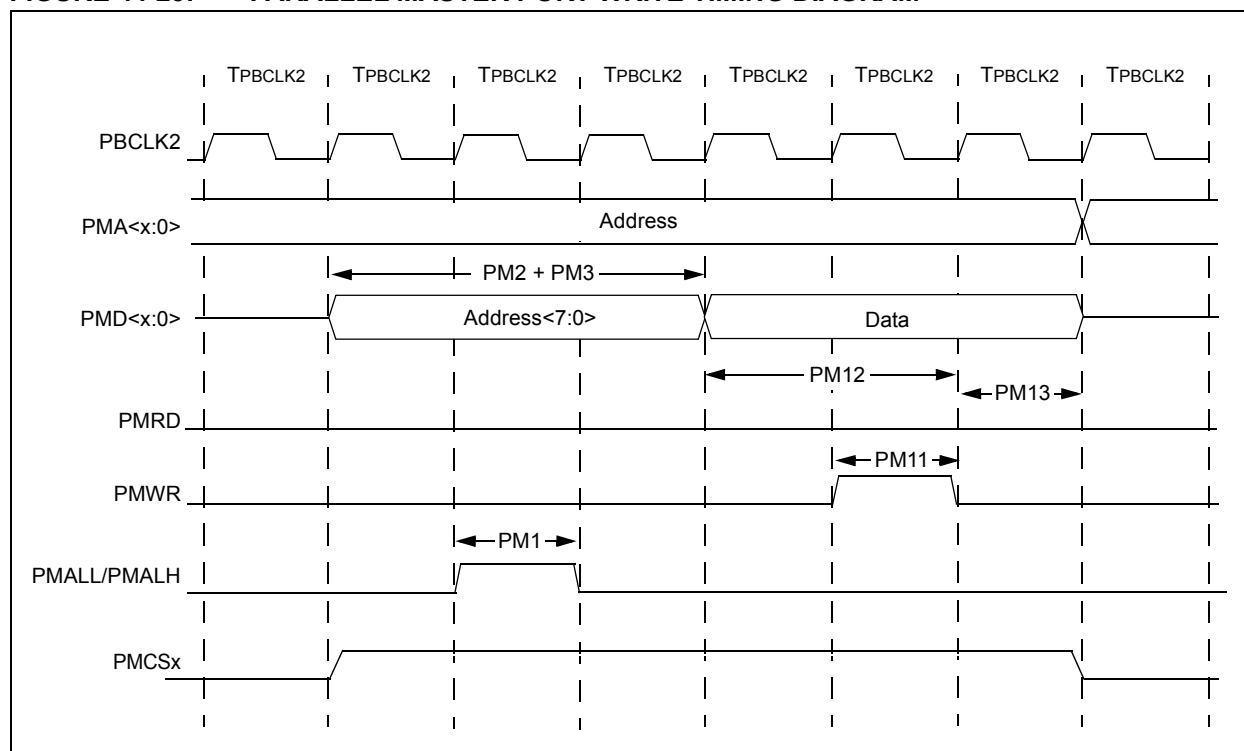 TPBCLK2 TPBCLK2 TPBCLK2 TPBCLK2 TPBCLK2 TPBCLK2 TPBCLK2 TPBCLK2
PBCLK2
PMA<x:0> Address
PM2 + PM3
PMD<x:0> Address<7:0> Data
PM12
PM13
PMRD
PM11
PMWR
PM1
PMALL/PMALH
PMCSx